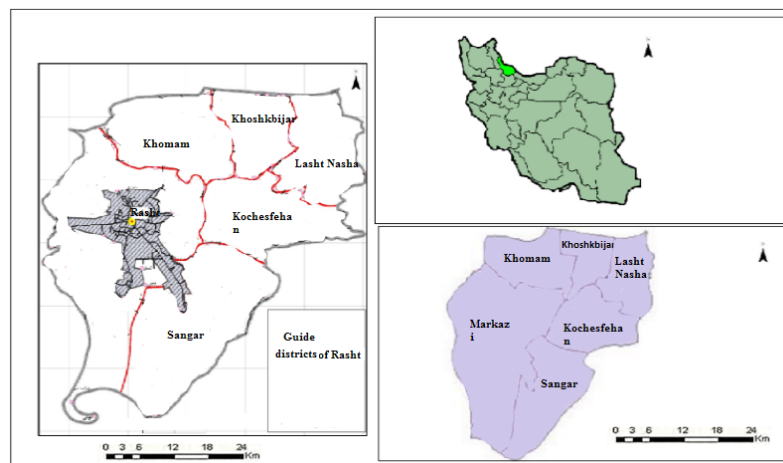 Khomam
Khoshkbijar
Lasht Nasha
Rasht
Kochesfeha
n
Sangar
Guide
districts of Rasht
0 3 6 12 18 24
Km
Khomam
Khoshkbijar
Lasht
Nasha
Markaz
i
Kochesfeha
n
Sangar
0 3 6 12 18 24
Km